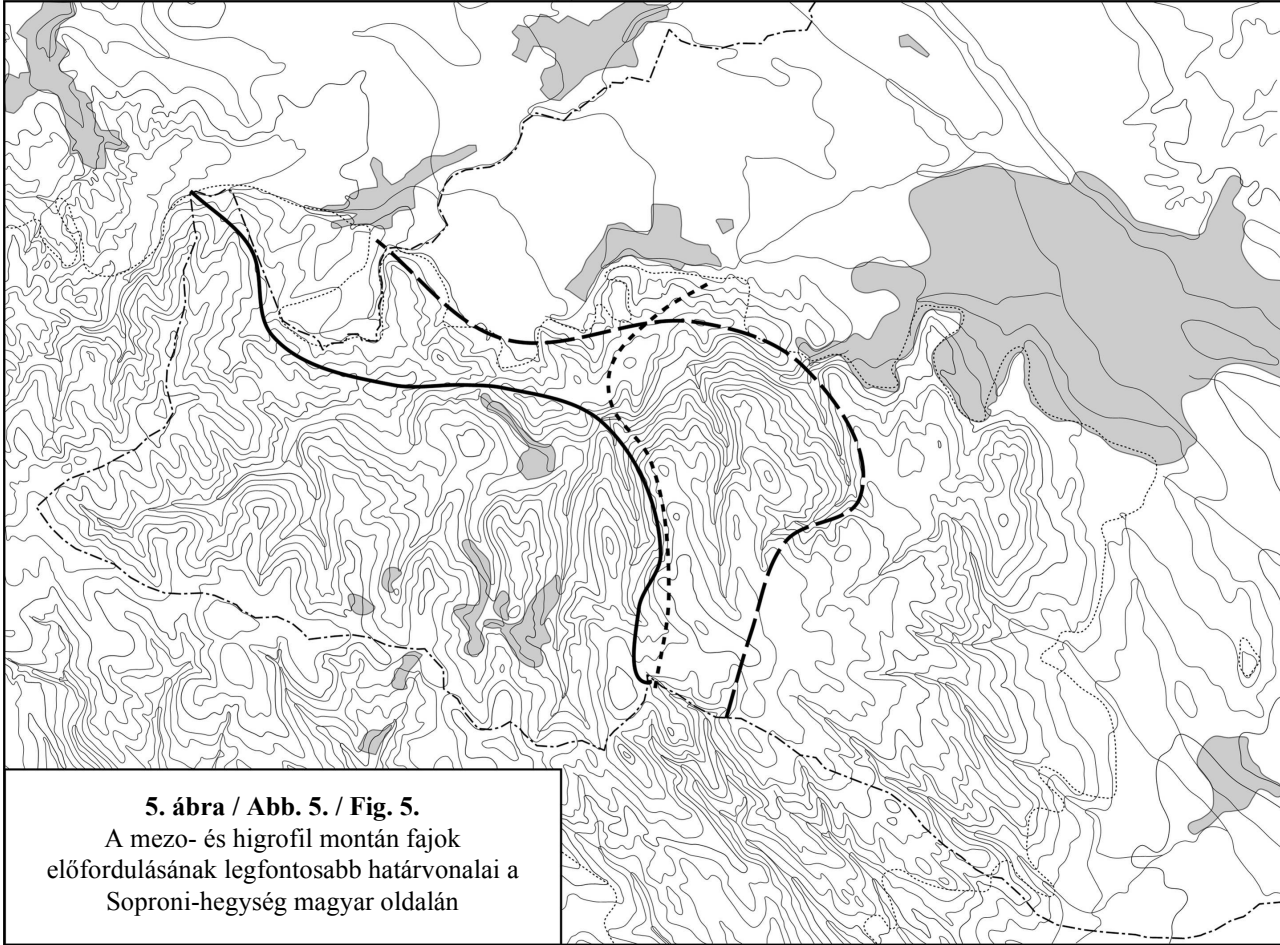 5. ábra / Abb. 5. / Fig. 5.
A mezo- és higrofil montán fajok
előfordulásának legfontosabb határvonalai a
Soproni-hegység magyar oldalán